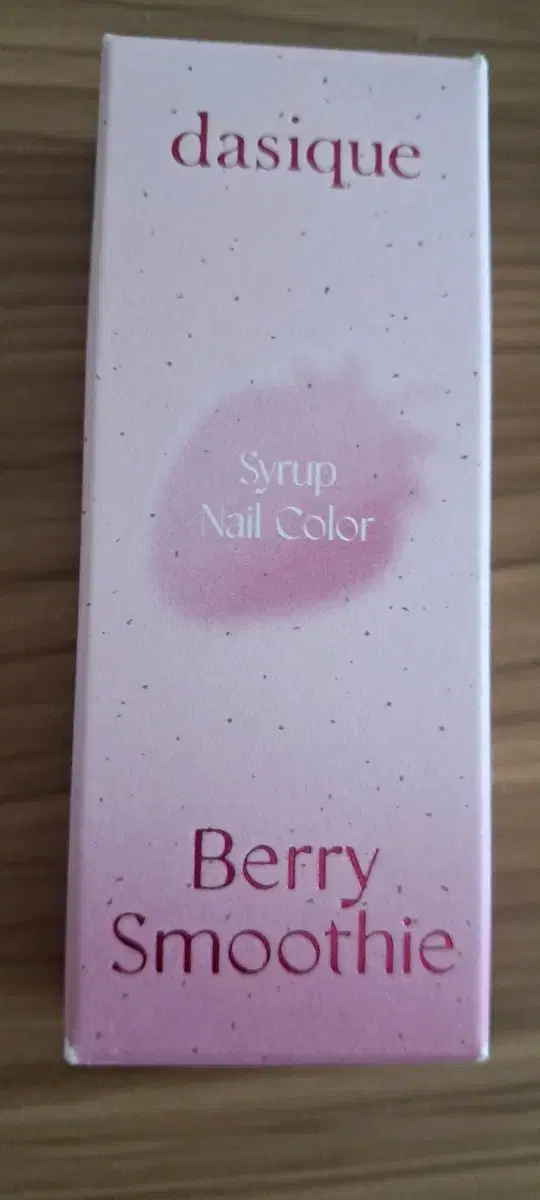 dasique
Syrup
Nail Color
Berry
Smoothie